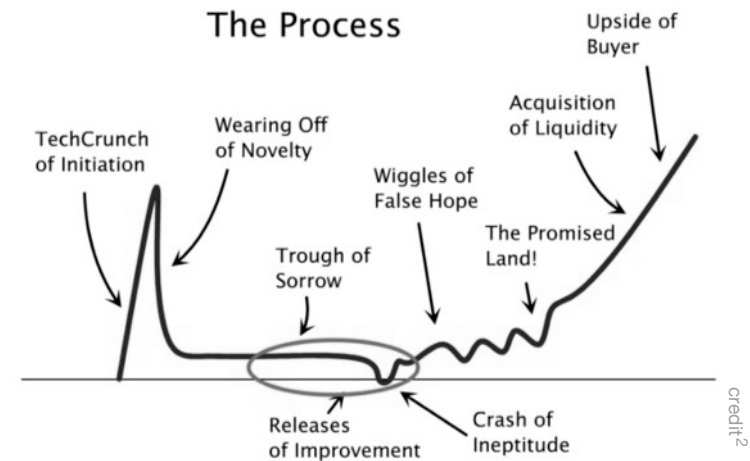 The Process
TechCrunch
of Initiation
Wearing Off
of Novelty
Trough of
Sorrow
Releases
of Improvement
Crash of
Ineptitude
Wiggles of
False Hope
The Promised
Land!
Acquisition
of Liquidity
Upside of
Buyer
credit2